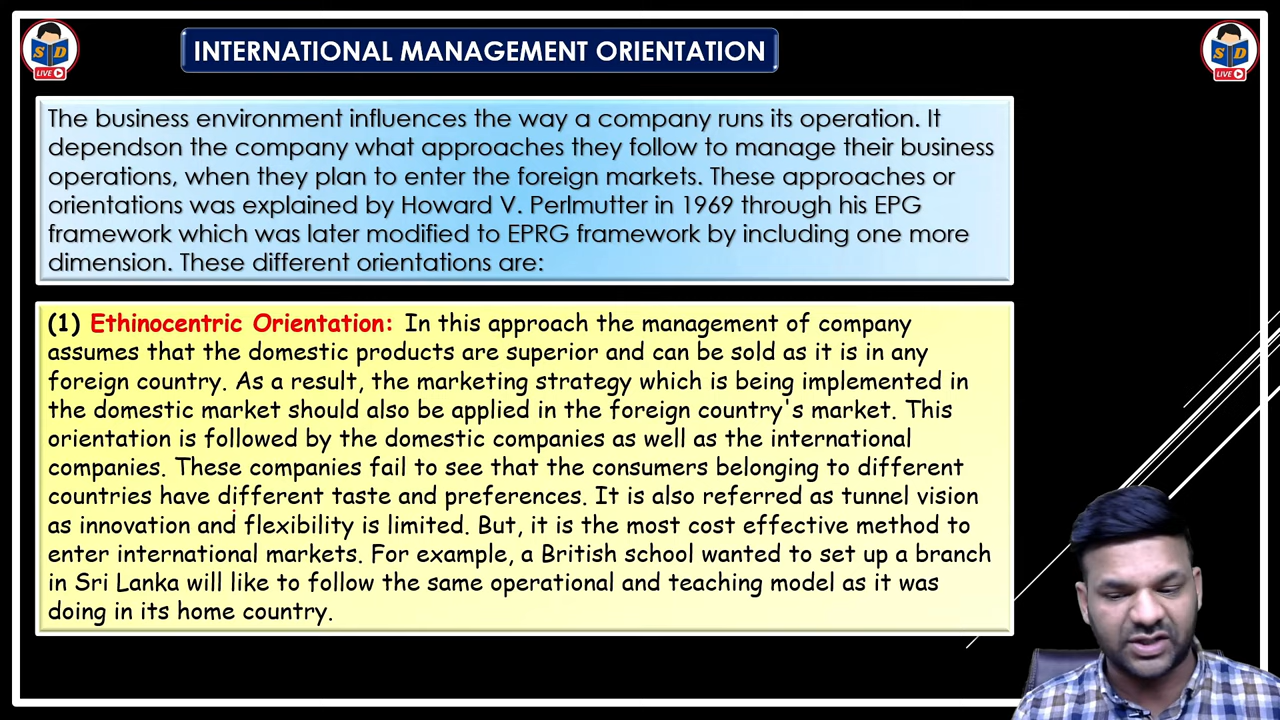 S D
LIVE
INTERNATIONAL MANAGEMENT ORIENTATION
S D
LIVE
The business environment influences the way a company runs its operation. It
dependson the company what approaches they follow to manage their business
operations, when they plan to enter the foreign markets. These approaches or
orientations was explained by Howard V. Perlmutter in 1969 through his EPG
framework which was later modified to EPRG framework by including one more
dimension. These different orientations are:
(1) Ethinocentric Orientation: In this approach the management of company
assumes that the domestic products are superior and can be sold as it is in any
foreign country. As a result, the marketing strategy which is being implemented in
the domestic market should also be applied in the foreign country's market. This
orientation is followed by the domestic companies as well as the international
companies. These companies fail to see that the consumers belonging to different
countries have different taste and preferences. It is also referred as tunnel vision
as innovation and flexibility is limited. But, it is the most cost effective method to
enter international markets. For example, a British school wanted to set up a branch
in Sri Lanka will like to follow the same operational and teaching model as it was
doing in its home country.